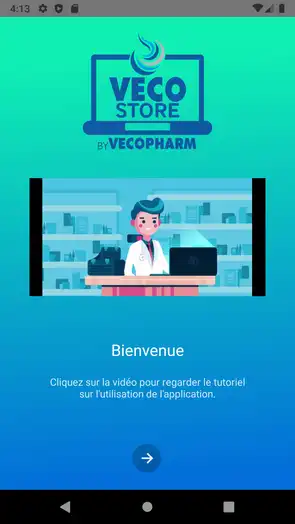 4:13
VECO
STORE
BY VECOPHARM
Bienvenue
Cliquez sur la vidéo pour regarder le tutoriel
sur l'utilisation de l'application.